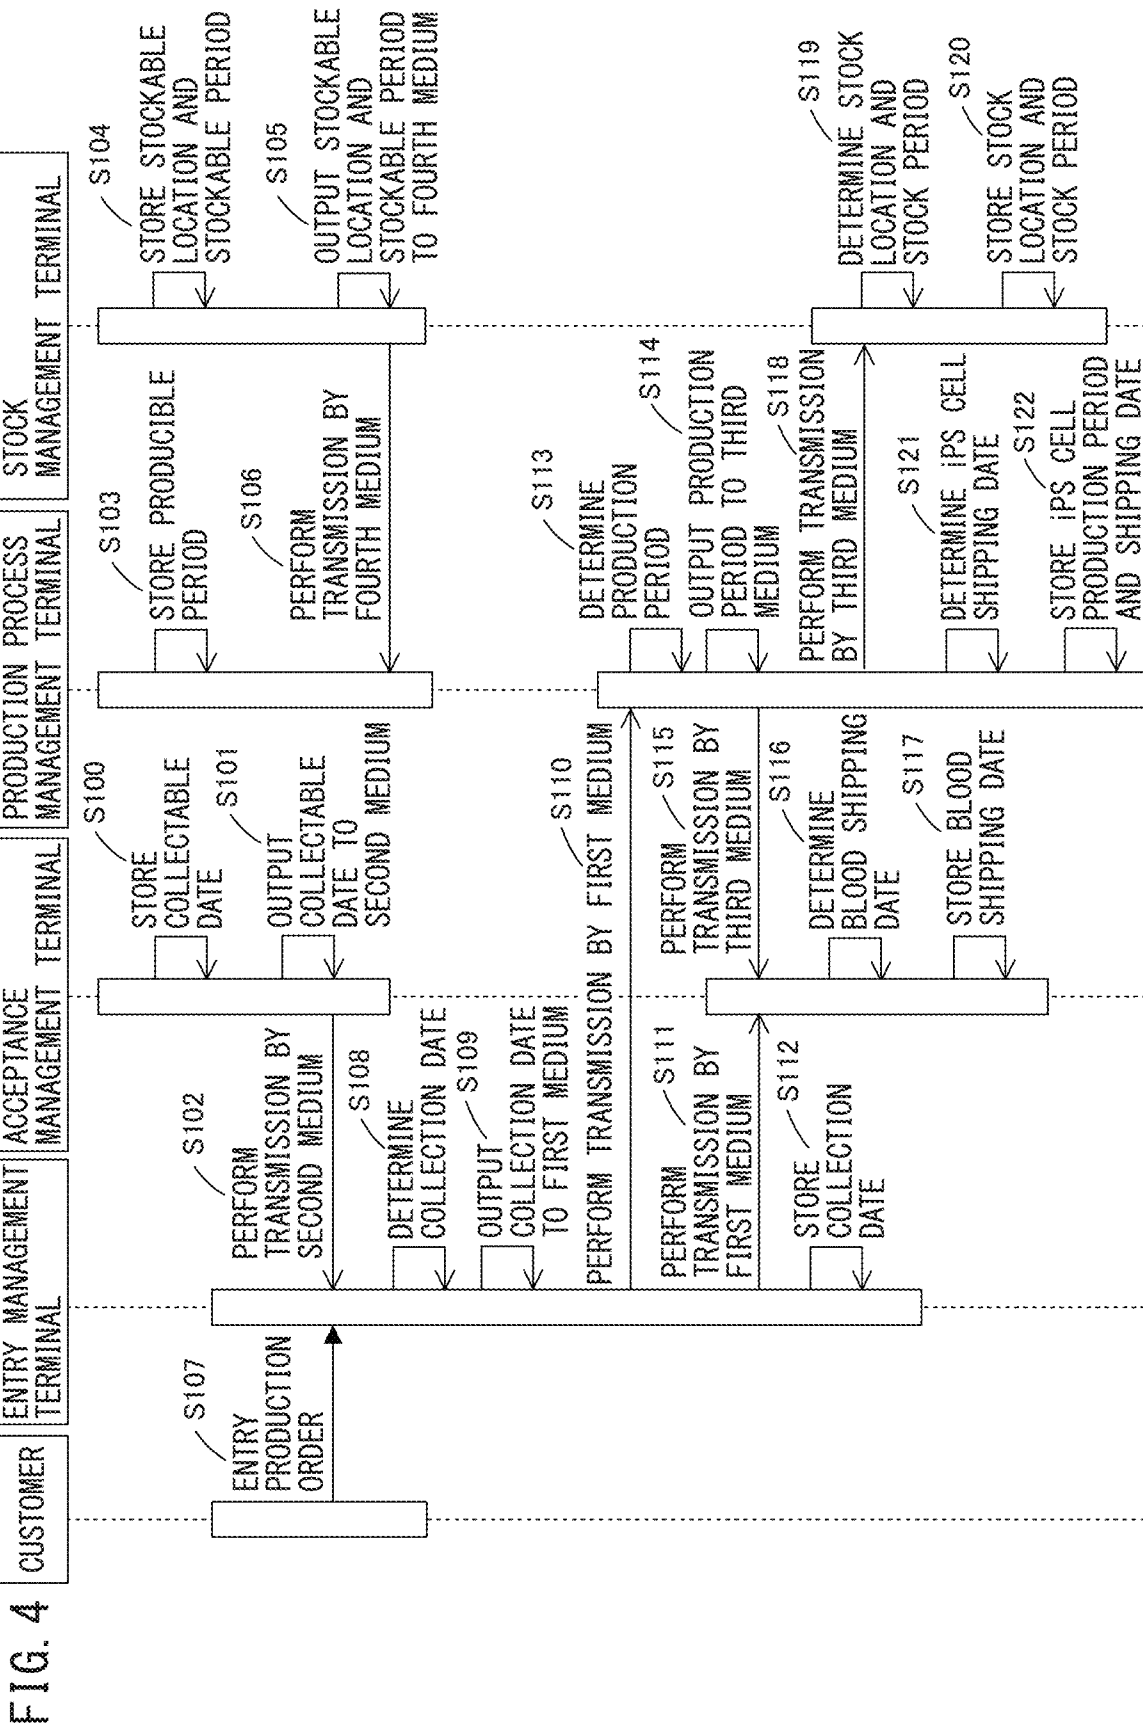 FIG. 4
CUSTOMER
ENTRY MANAGEMENT
TERMINAL
ACCEPTANCE
MANAGEMENT TERMINAL
PRODUCTION PROCESS
MANAGEMENT TERMINAL
STOCK
MANAGEMENT TERMINAL
S107
ENTRY
PRODUCTION
ORDER
S102
PERFORM
TRANSMISSION BY
SECOND MEDIUM
S108
DETERMINE
COLLECTION DATE
S109
OUTPUT
COLLECTION DATE
TO FIRST MEDIUM
PERFORM TRANSMISSION BY FIRST MEDIUM
S110
S111
PERFORM
TRANSMISSION BY
FIRST MEDIUM
S112
STORE
COLLECTION
DATE
S100
STORE
COLLECTABLE
DATE
S101
OUTPUT
COLLECTABLE
DATE TO
SECOND MEDIUM
S115
PERFORM
TRANSMISSION BY
THIRD MEDIUM
S116
DETERMINE
BLOOD SHIPPING
DATE
S117
STORE BLOOD
SHIPPING DATE
S103
STORE PRODUCIBLE
PERIOD
S106
PERFORM
TRANSMISSION BY
FOURTH MEDIUM
S113
DETERMINE
PRODUCTION
PERIOD
S114
OUTPUT PRODUCTION
PERIOD TO THIRD
MEDIUM
S118
PERFORM TRANSMISSION
BY THIRD MEDIUM
S121
DETERMINE iPS CELL
SHIPPING DATE
S122
STORE iPS CELL
PRODUCTION PERIOD
AND SHIPPING DATE
S104
STORE STOCKABLE
LOCATION AND
STOCKABLE PERIOD
S105
OUTPUT STOCKABLE
LOCATION AND
STOCKABLE PERIOD
TO FOURTH MEDIUM
S119
DETERMINE STOCK
LOCATION AND
STOCK PERIOD
S120
STORE STOCK
LOCATION AND
STOCK PERIOD